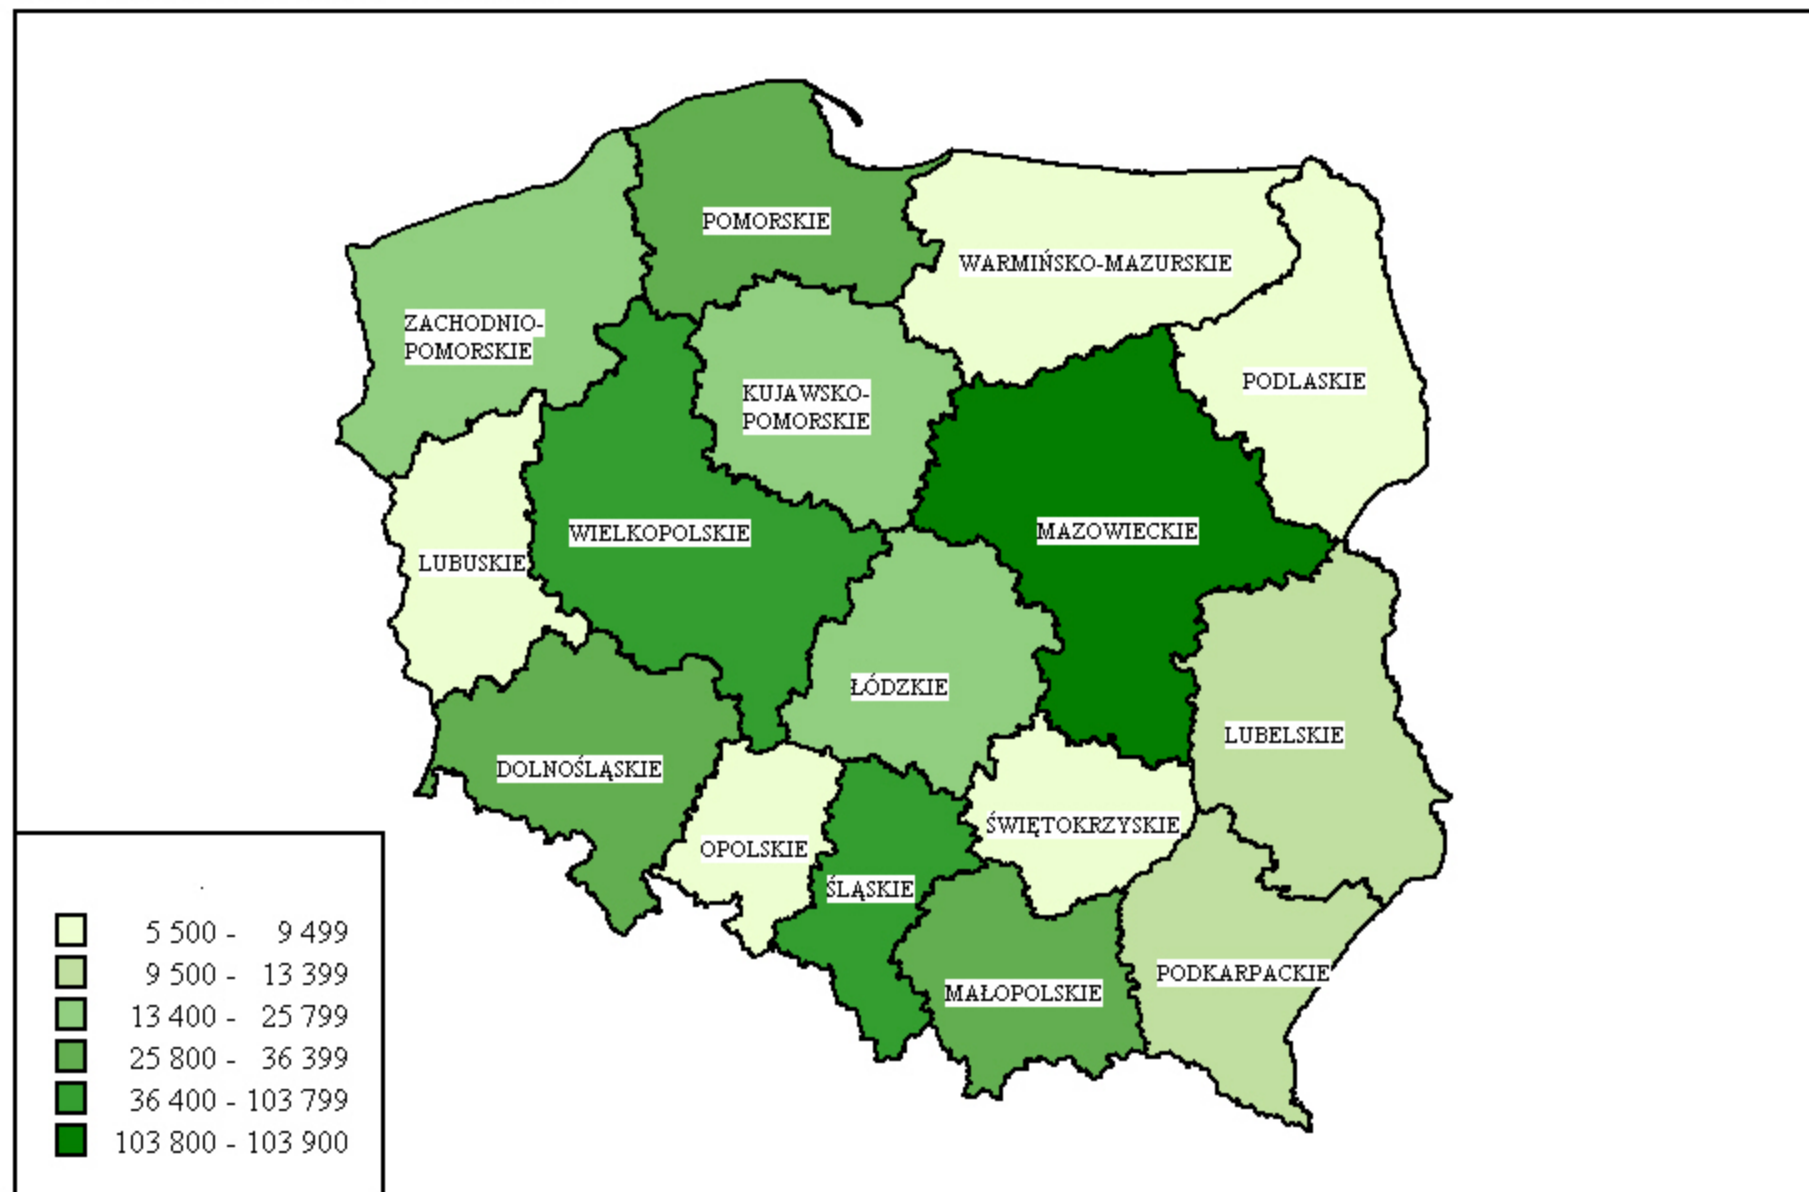 POMORSKIE
WARMIŃSKO-MAZURSKIE
ZACHODNIO-
POMORSKIE
PODLASKIE
KUJAWSKO-
POMORSKIE
WIELKOPOLSKIE
MAZOWIECKIE
LUBUSKIE
ŁÓDZKIE
LUBELSKIE
DOLNOŚLĄSKIE
ŚWIĘTOKRZYSKIE
OPOLSKIE
ŚLĄSKIE
PODKARPACKIE
MAŁOPOLSKIE
.
5 500 - 9 499
9 500 - 13 399
13 400 - 25 799
25 800 - 36 399
36 400 - 103 799
103 800 - 103 900